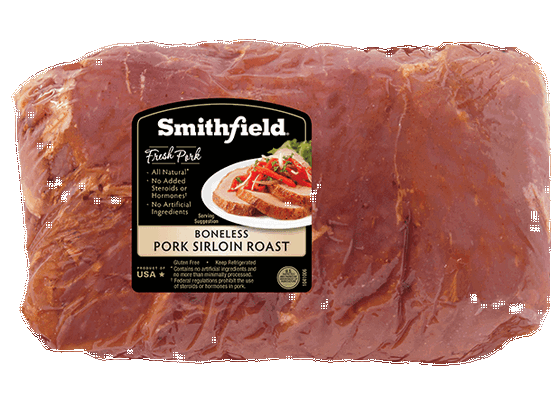 Smithfield®
Fresh Pork
• All Natural*
• No Added
Steroids or
Hormones†
• No Artificial
Ingredients
Serving
Suggestion
BONELESS
PORK SIRLOIN ROAST
Gluten Free • Keep Refrigerated
PRODUCT OF
USA ★
* Contains no artificial ingredients and
no more than minimally processed.
† Federal regulations prohibit the use
of steroids or hormones in pork.